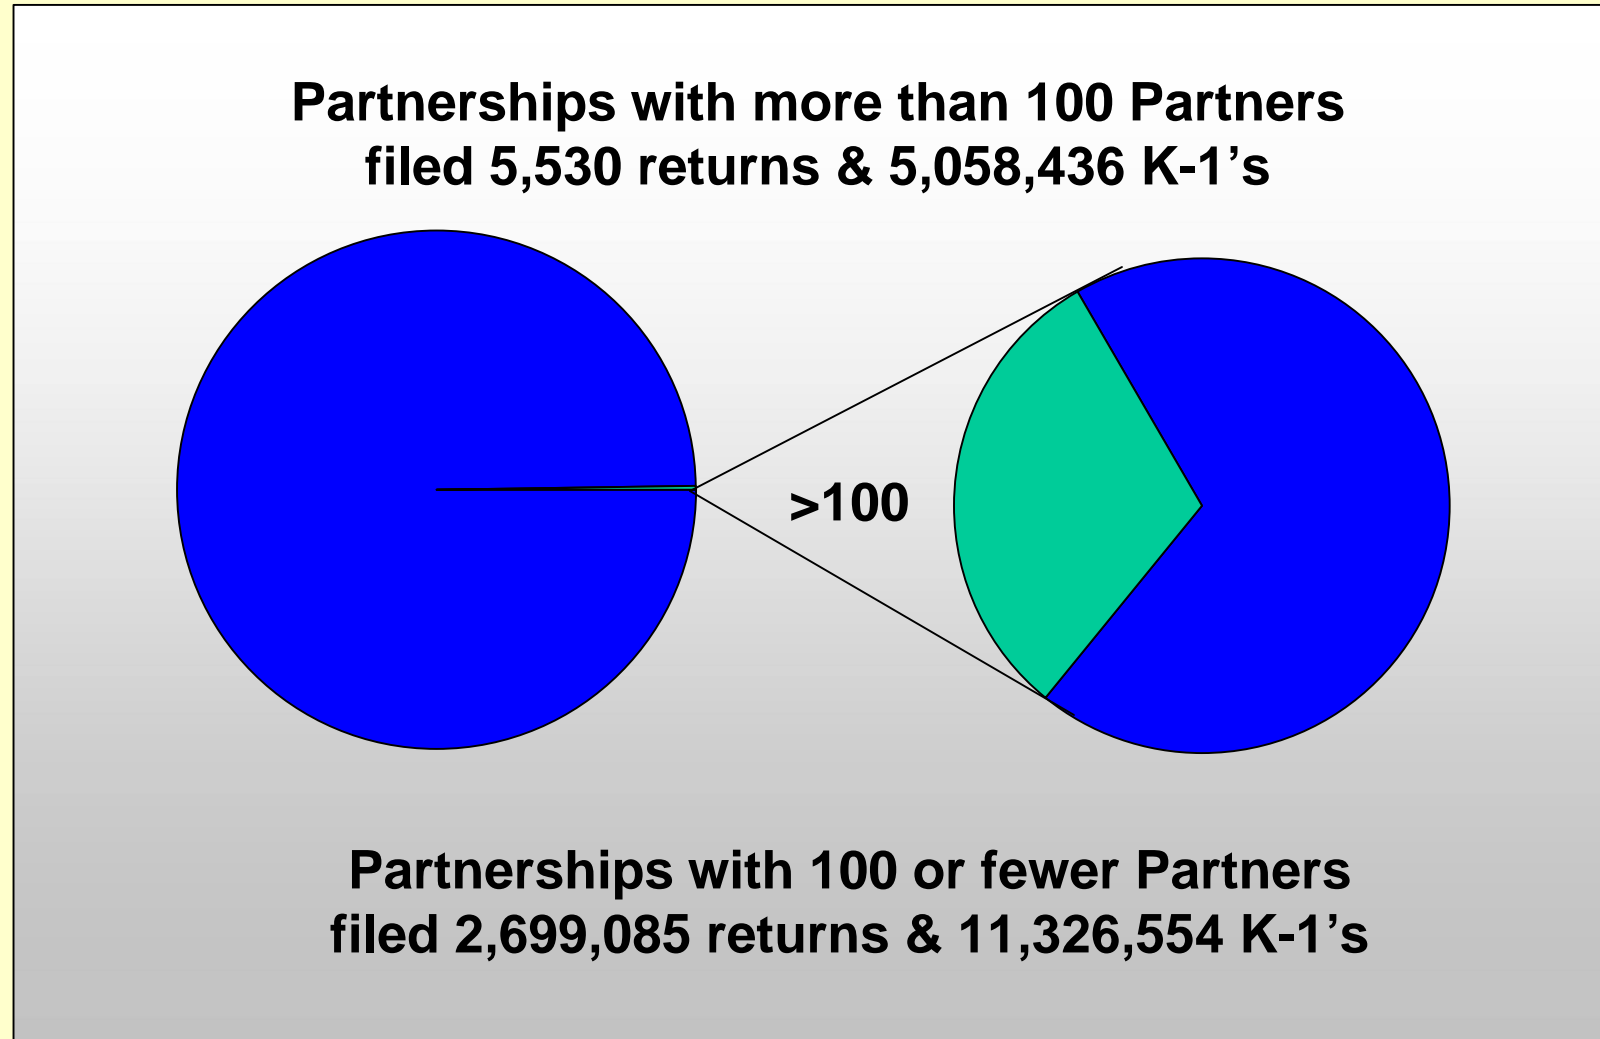 Partnerships with more than 100 Partners
filed 5,530 returns & 5,058,436 K-1’s
>100
Partnerships with 100 or fewer Partners
filed 2,699,085 returns & 11,326,554 K-1’s